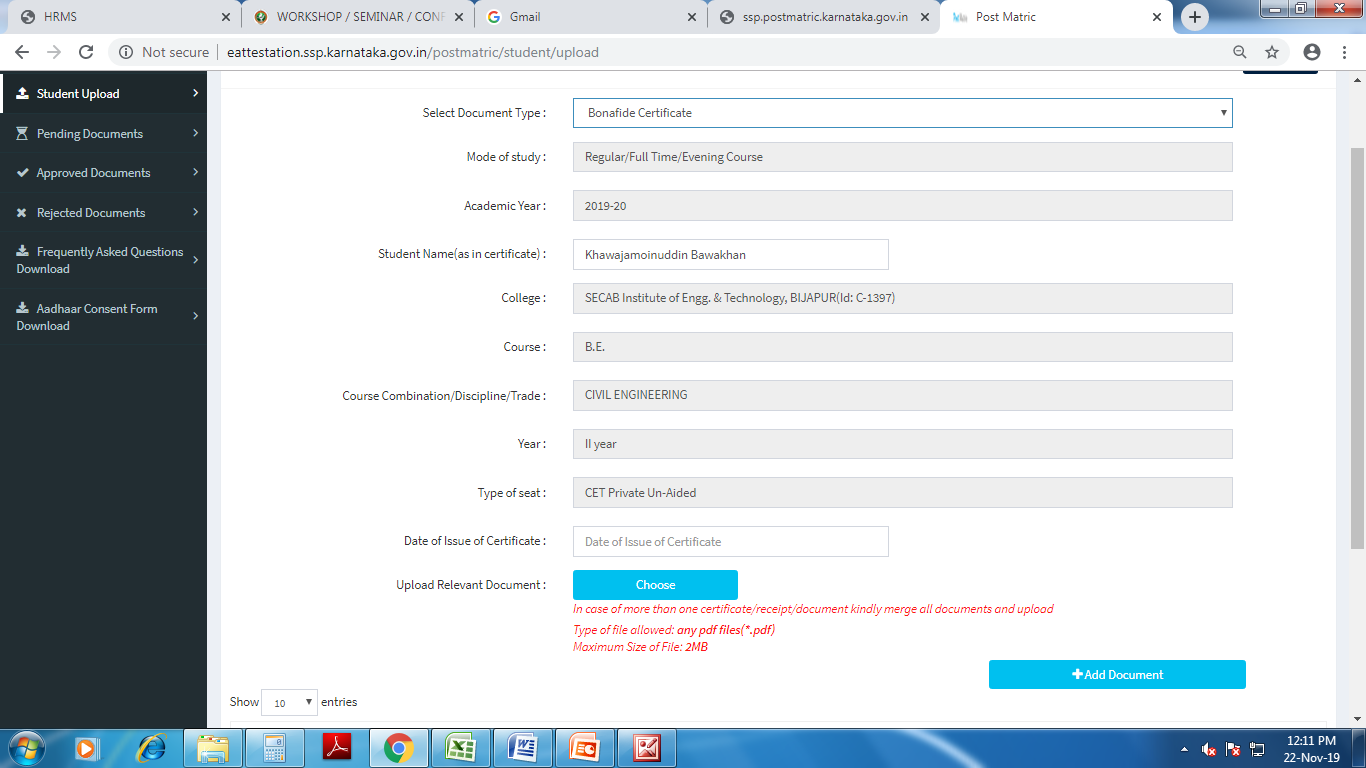 HRMS
WORKSHOP / SEMINAR / CONF
Gmail
ssp.postmatric.karnataka.gov.in
Post Matric
Not secure
eattestation.ssp.karnataka.gov.in/postmatric/student/upload
Student Upload
Pending Documents
Approved Documents
Rejected Documents
Frequently Asked Questions
Download
Aadhaar Consent Form
Download
Select Document Type : Bonafide Certificate
Mode of study : Regular/Full Time/Evening Course
Academic Year : 2019-20
Student Name(as in certificate) : Khawajamoinuddin Bawakhan
College : SECAB Institute of Engg. & Technology, BIJAPUR(Id: C-1397)
Course : B.E.
Course Combination/Discipline/Trade : CIVIL ENGINEERING
Year : II year
Type of seat : CET Private Un-Aided
Date of Issue of Certificate : Date of Issue of Certificate
Upload Relevant Document : Choose
In case of more than one certificate/receipt/document kindly merge all documents and upload
Type of file allowed: any pdf files(*.pdf)
Maximum Size of File: 2MB
Add Document
Show 10 entries
12:11 PM
22-Nov-19